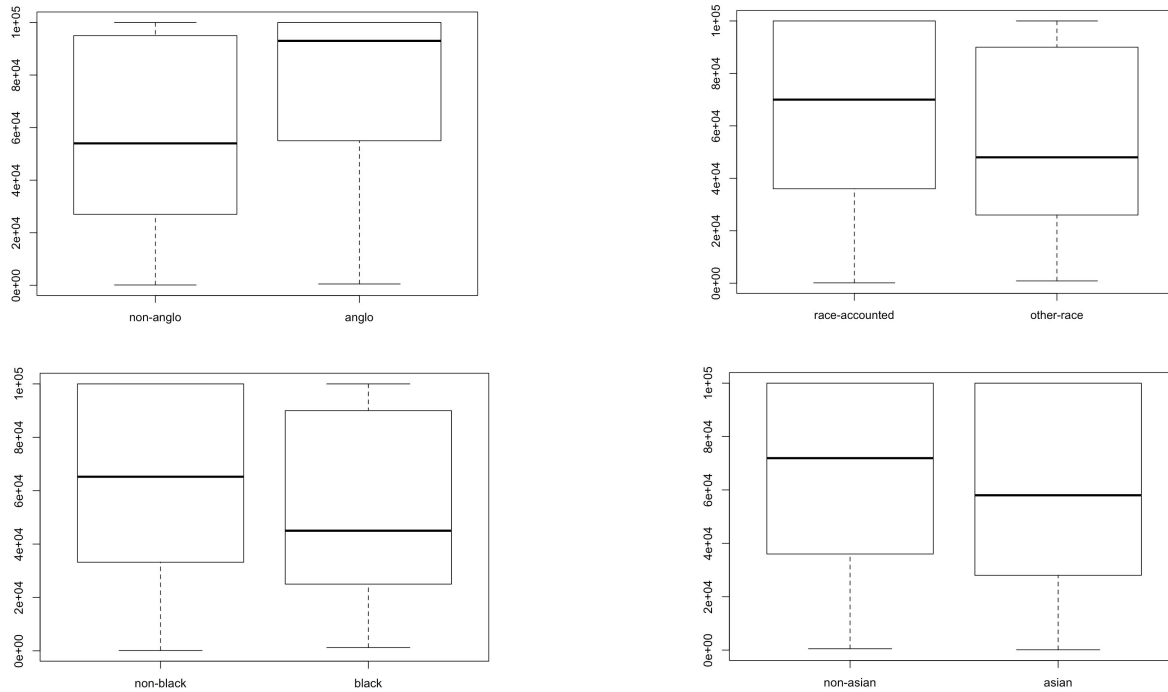 1e+05
8e+04
6e+04
4e+04
2e+04
0e+00
non-anglo anglo
1e+05
8e+04
6e+04
4e+04
2e+04
0e+00
race-accounted other-race
1e+05
8e+04
6e+04
4e+04
2e+04
0e+00
non-black black
1e+05
8e+04
6e+04
4e+04
2e+04
0e+00
non-asian asian